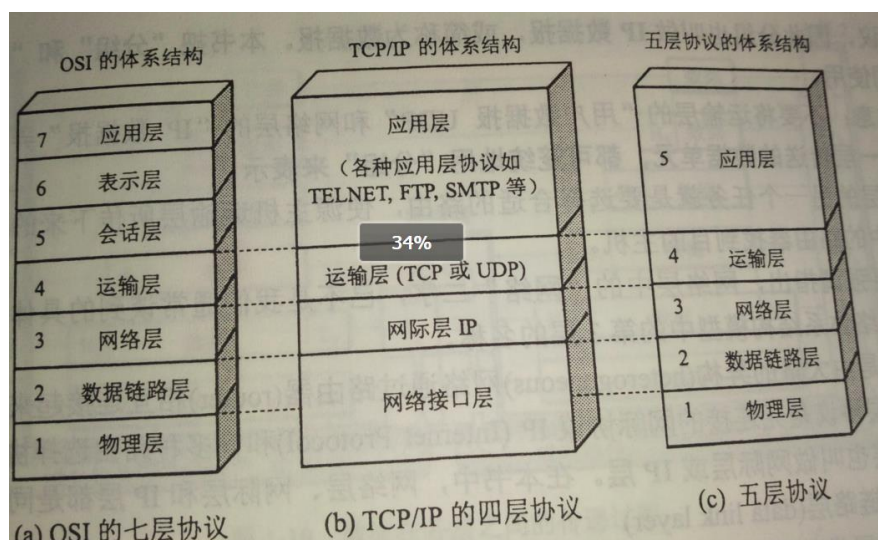 OSI 的体系结构
7 应用层
6 表示层
5 会话层
4 运输层
3 网络层
2 数据链路层
1 物理层
(a) OSI 的七层协议
TCP/IP 的体系结构
应用层
(各种应用层协议如
TELNET, FTP, SMTP 等)
34%
运输层 (TCP 或 UDP)
网际层 IP
网络接口层
(b) TCP/IP 的四层协议
五层协议的体系结构
5 应用层
4 运输层
3 网络层
2 数据链路层
1 物理层
(c) 五层协议